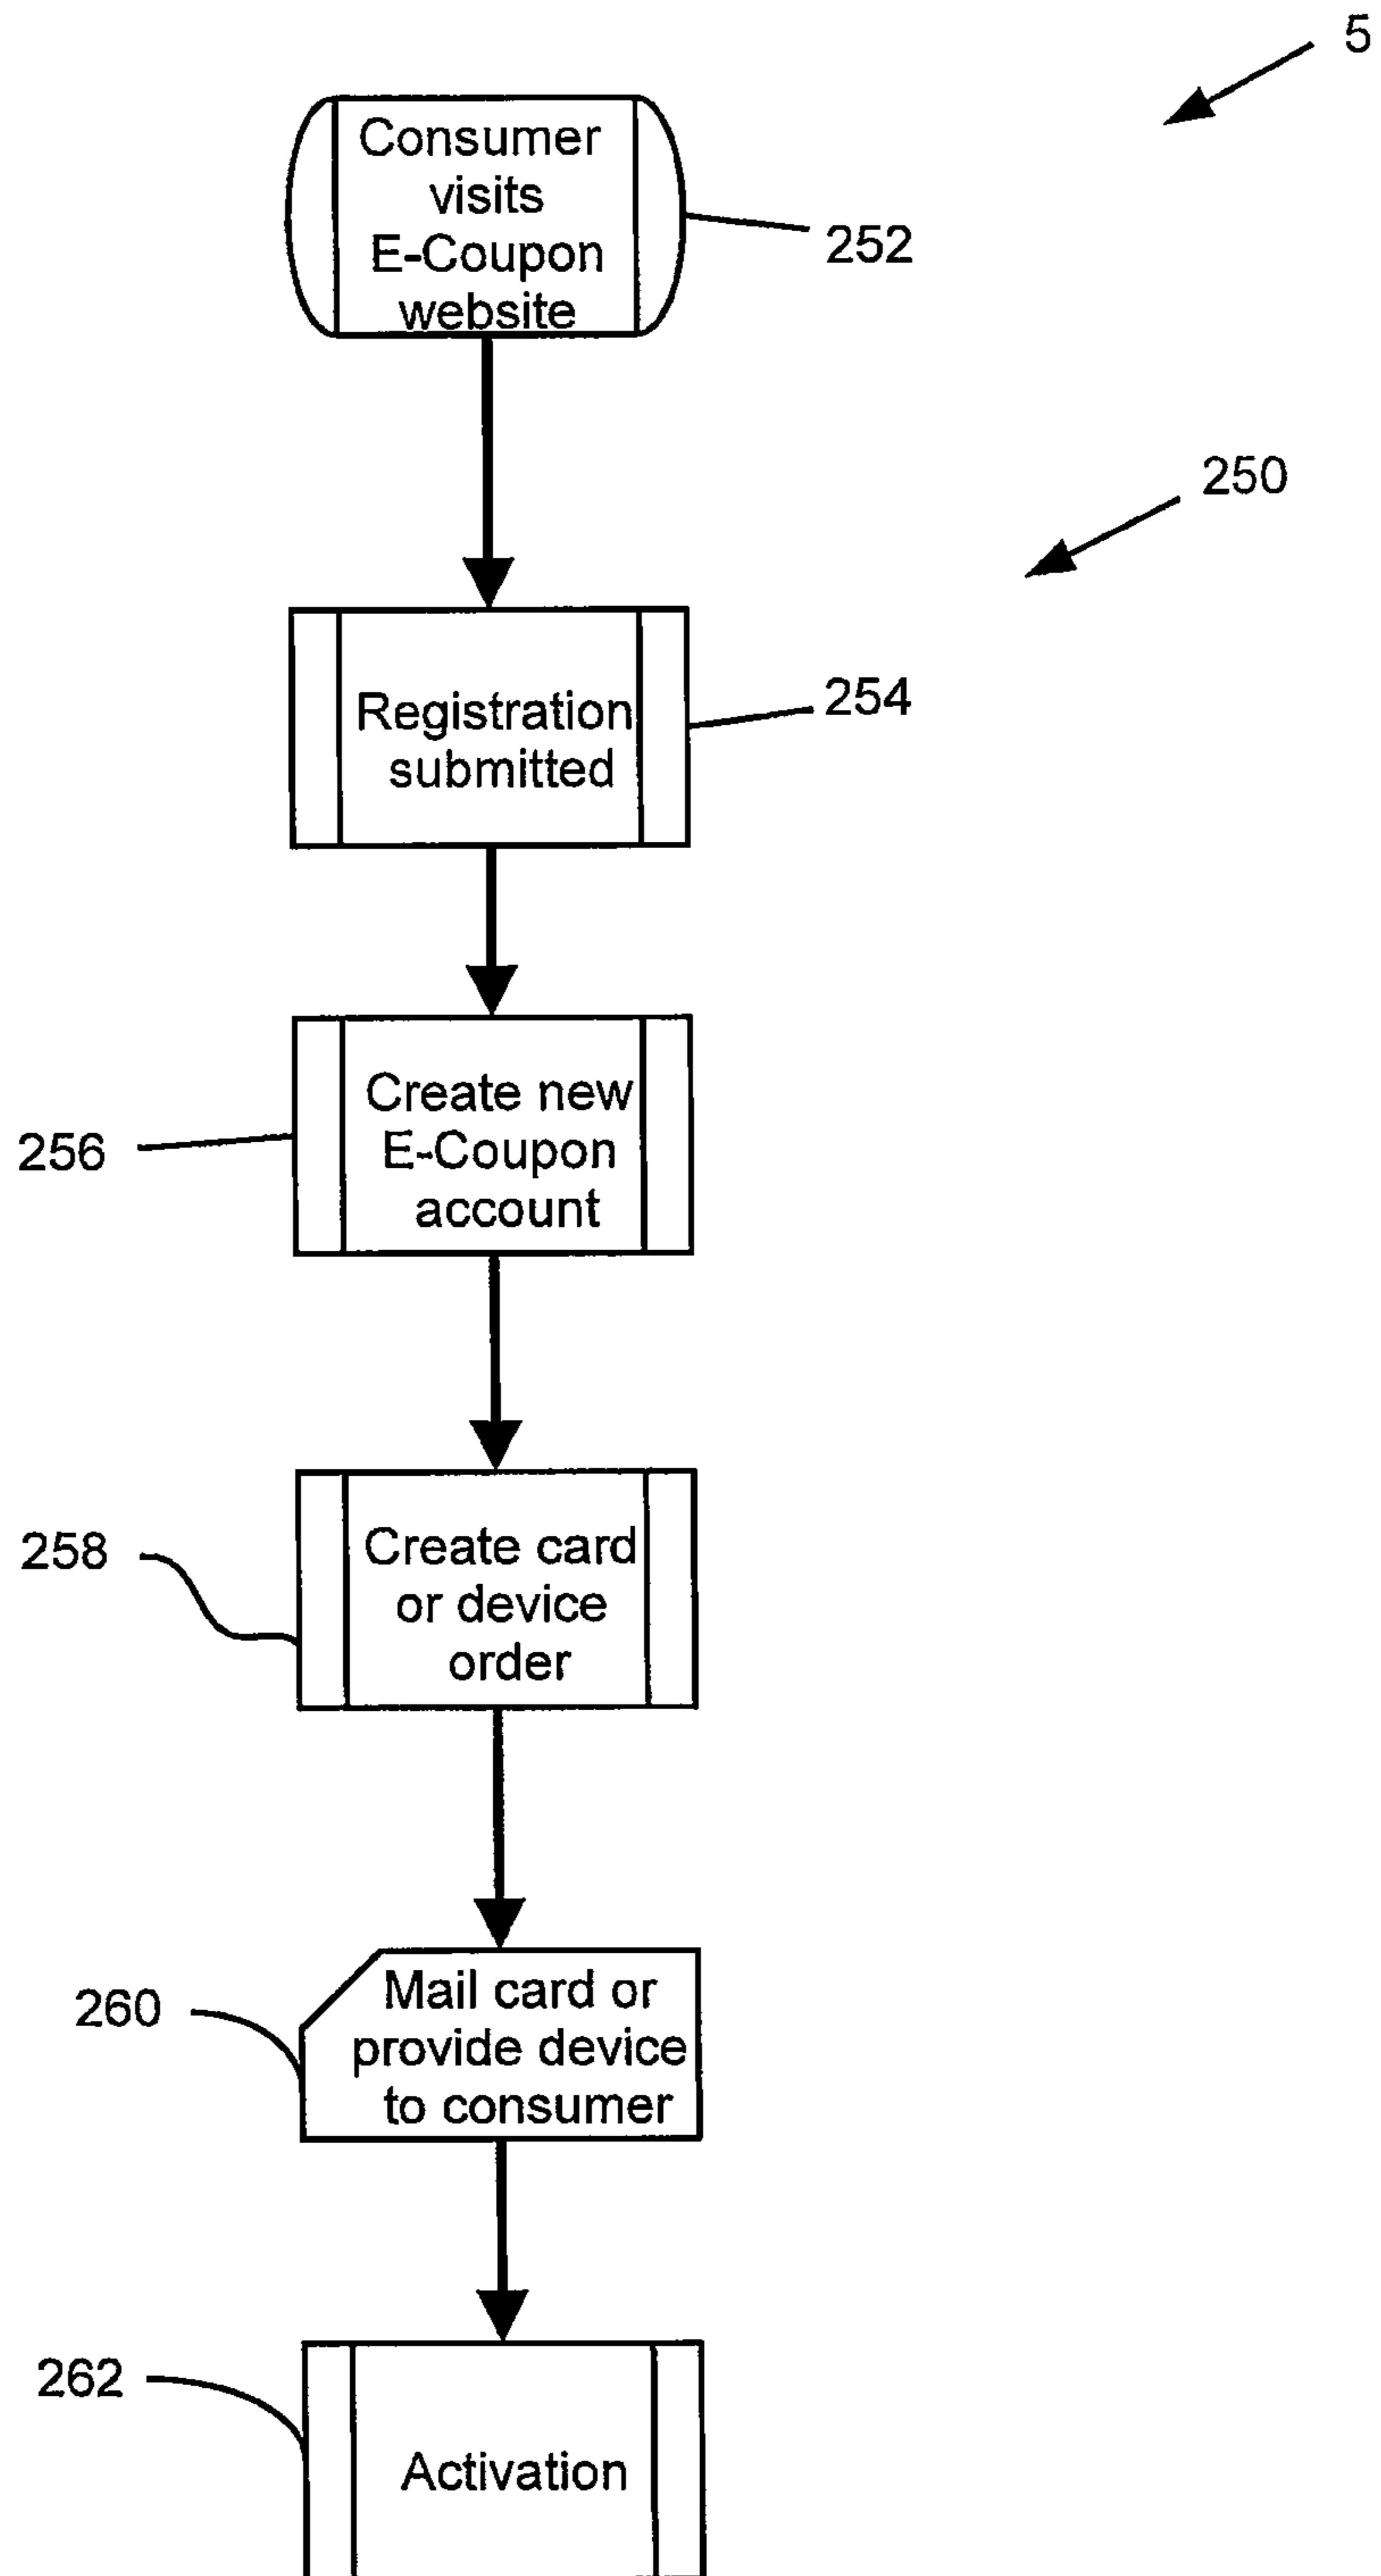 5
Consumer
visits
E-Coupon
website
252
250
Registration
submitted
254
Create new
E-Coupon
account
256
Create card
or device
order
258
Mail card or
provide device
to consumer
260
Activation
262